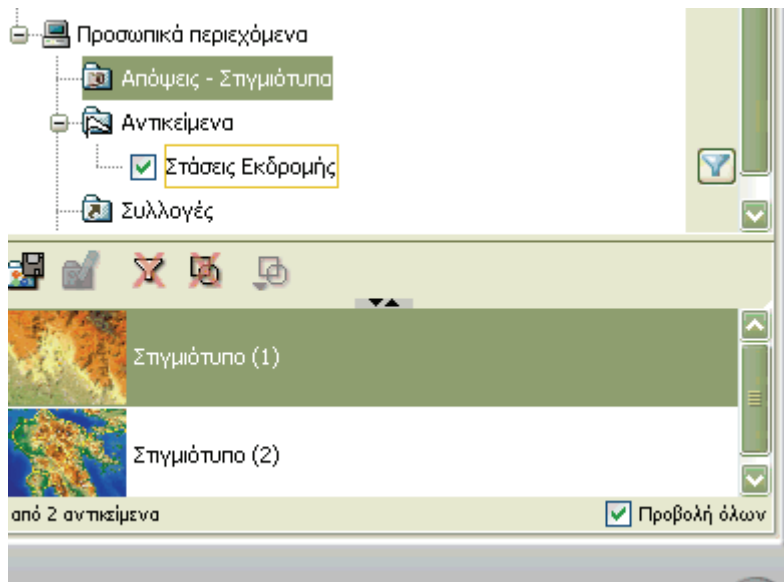 Προσωπικά περιεχόμενα
Απόψεις - Στιγμιότυπα
Αντικείμενα
Στάσεις Εκδρομής
Συλλογές
Στιγμιότυπο (1)
Στιγμιότυπο (2)
από 2 αντικείμενα
Προβολή όλων